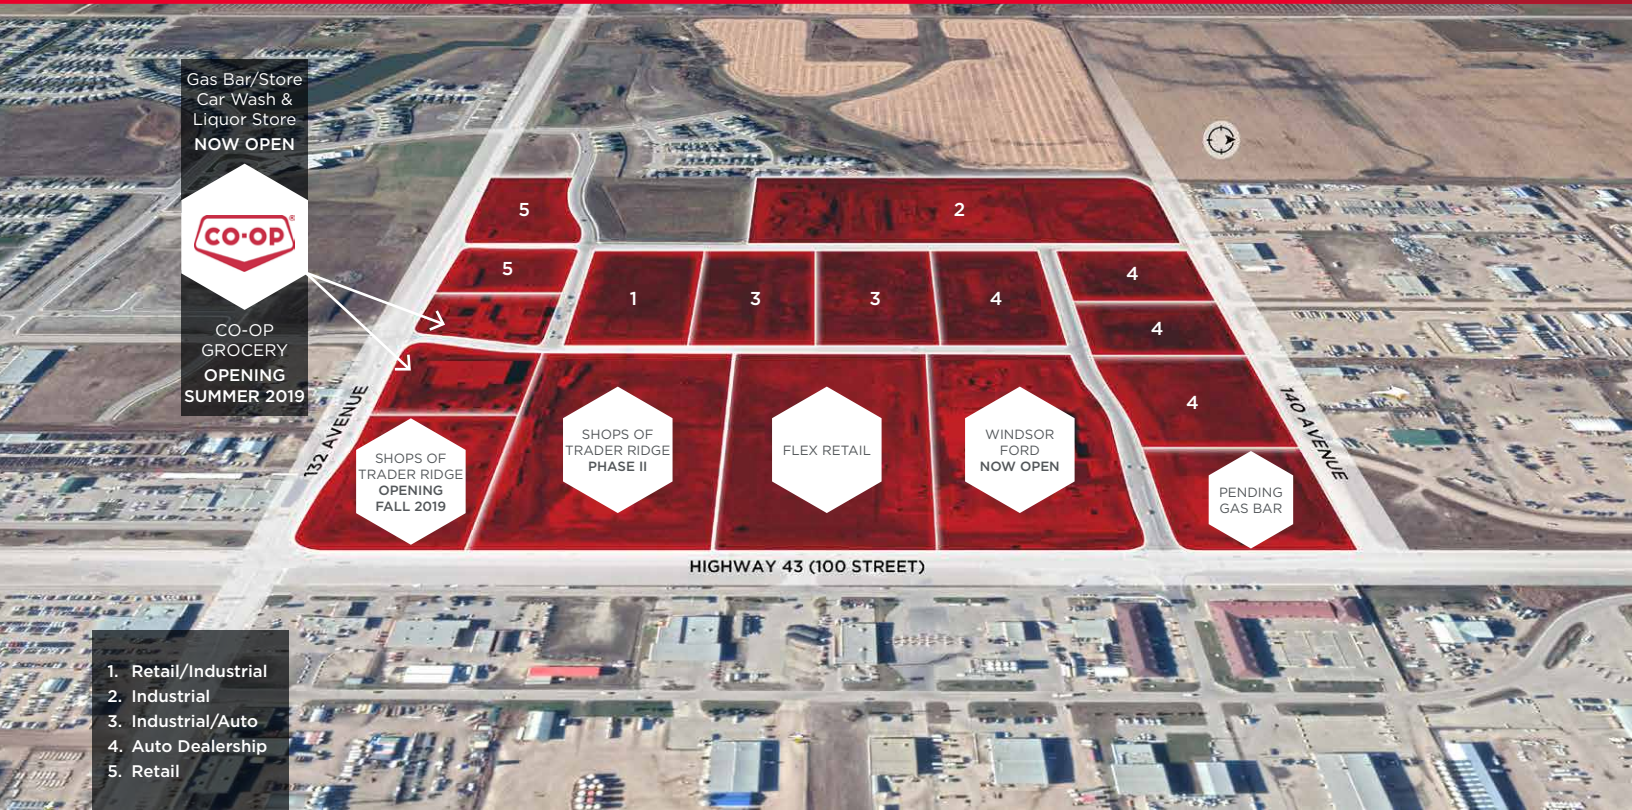 Gas Bar/Store
Car Wash &
Liquor Store
NOW OPEN
CO-OP®
CO-OP
GROCERY
OPENING
SUMMER 2019
5
2
5
1
3
3
4
4
4
4
132 AVENUE
140 AVENUE
SHOPS OF
TRADER RIDGE
OPENING
FALL 2019
SHOPS OF
TRADER RIDGE
PHASE II
FLEX RETAIL
WINDSOR
FORD
NOW OPEN
PENDING
GAS BAR
HIGHWAY 43 (100 STREET)
1. Retail/Industrial
2. Industrial
3. Industrial/Auto
4. Auto Dealership
5. Retail